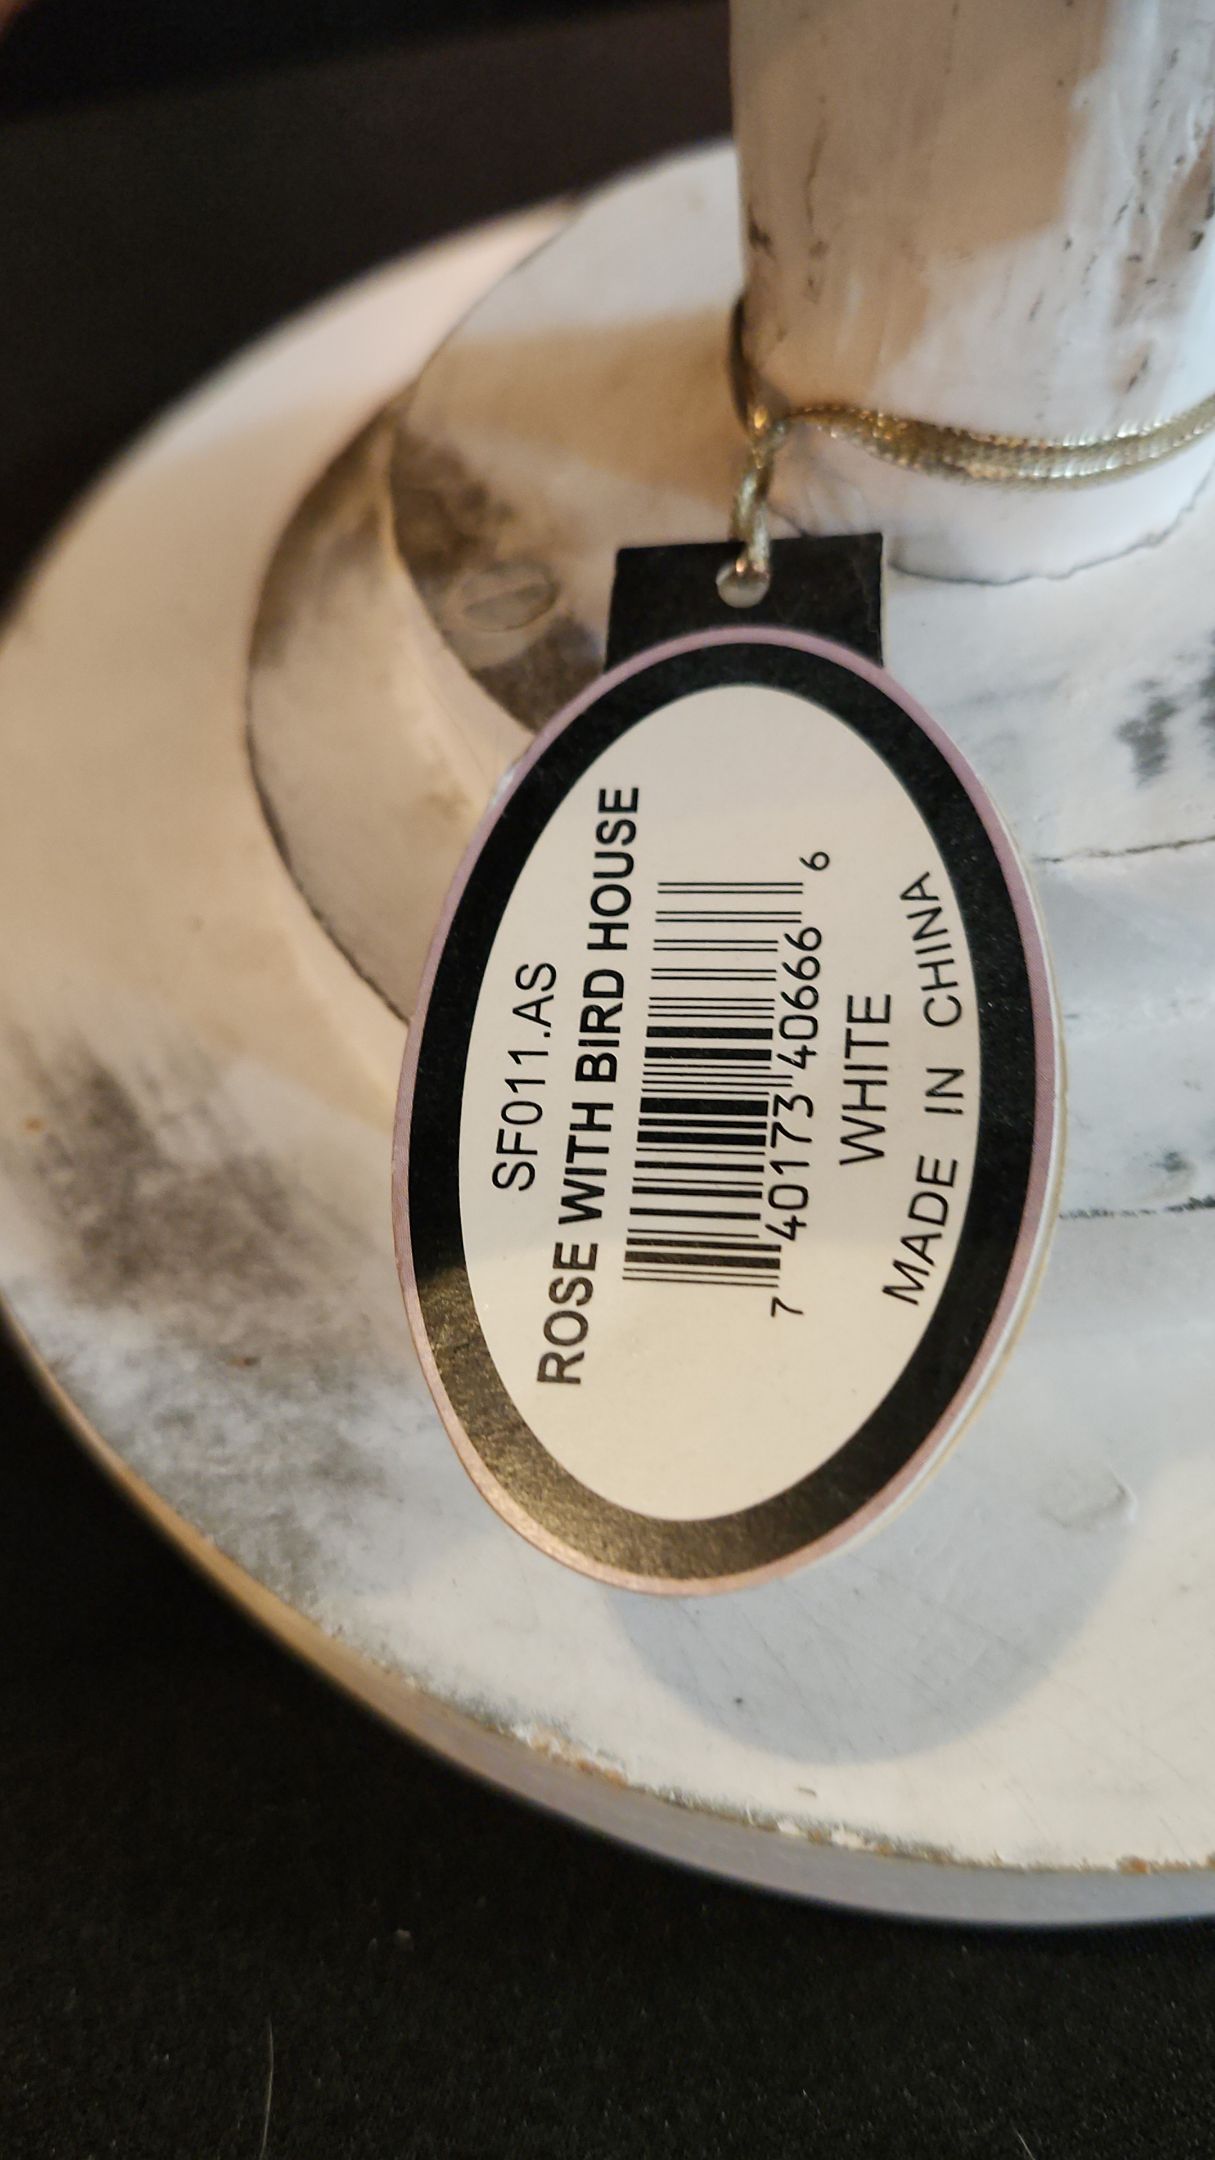 SF011.AS
ROSE WITH BIRD HOUSE
7 40173 40666 6
WHITE
MADE IN CHINA